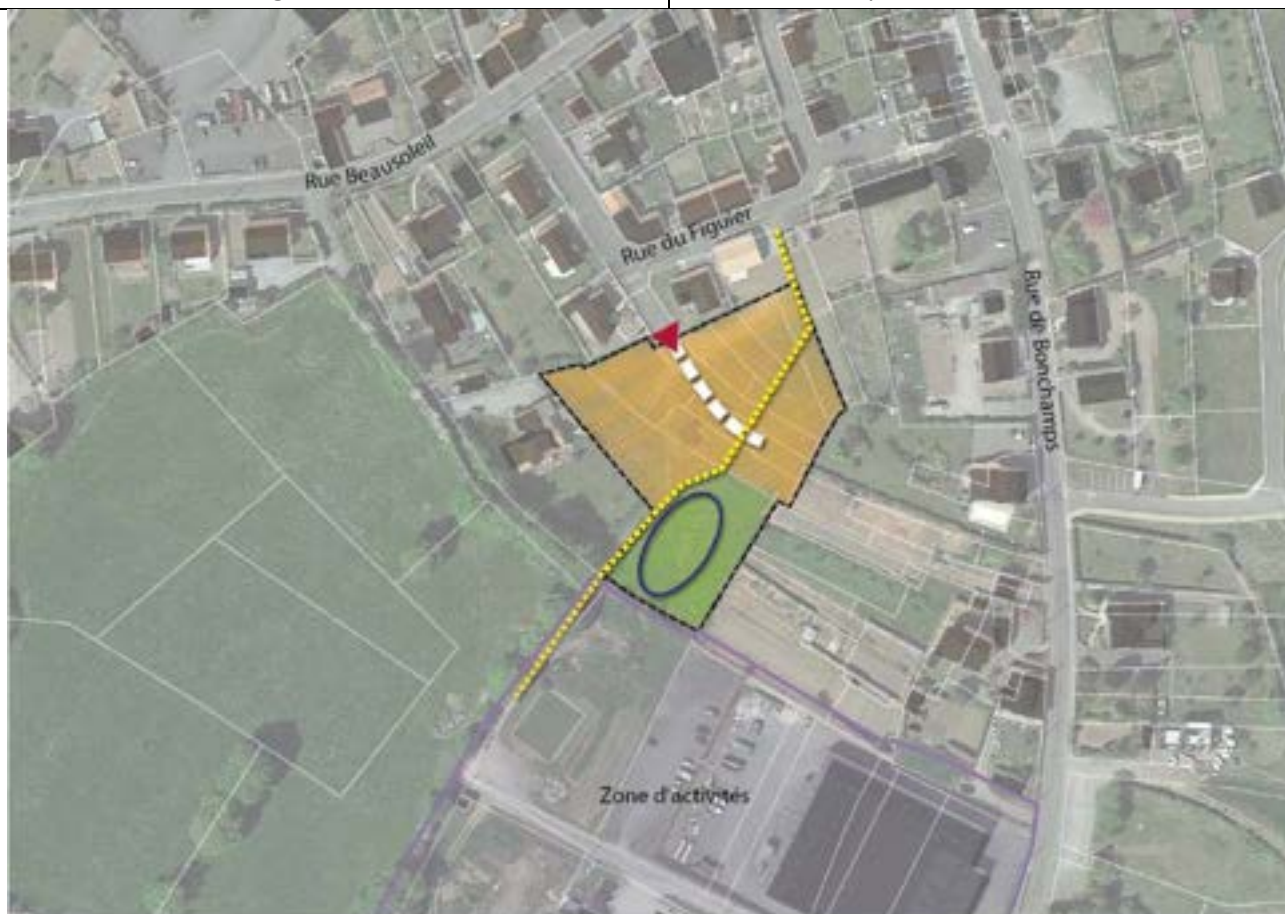 Rue Beausoleil
Rue du Figuier
Rue de Bonchamps
Zone d'activités